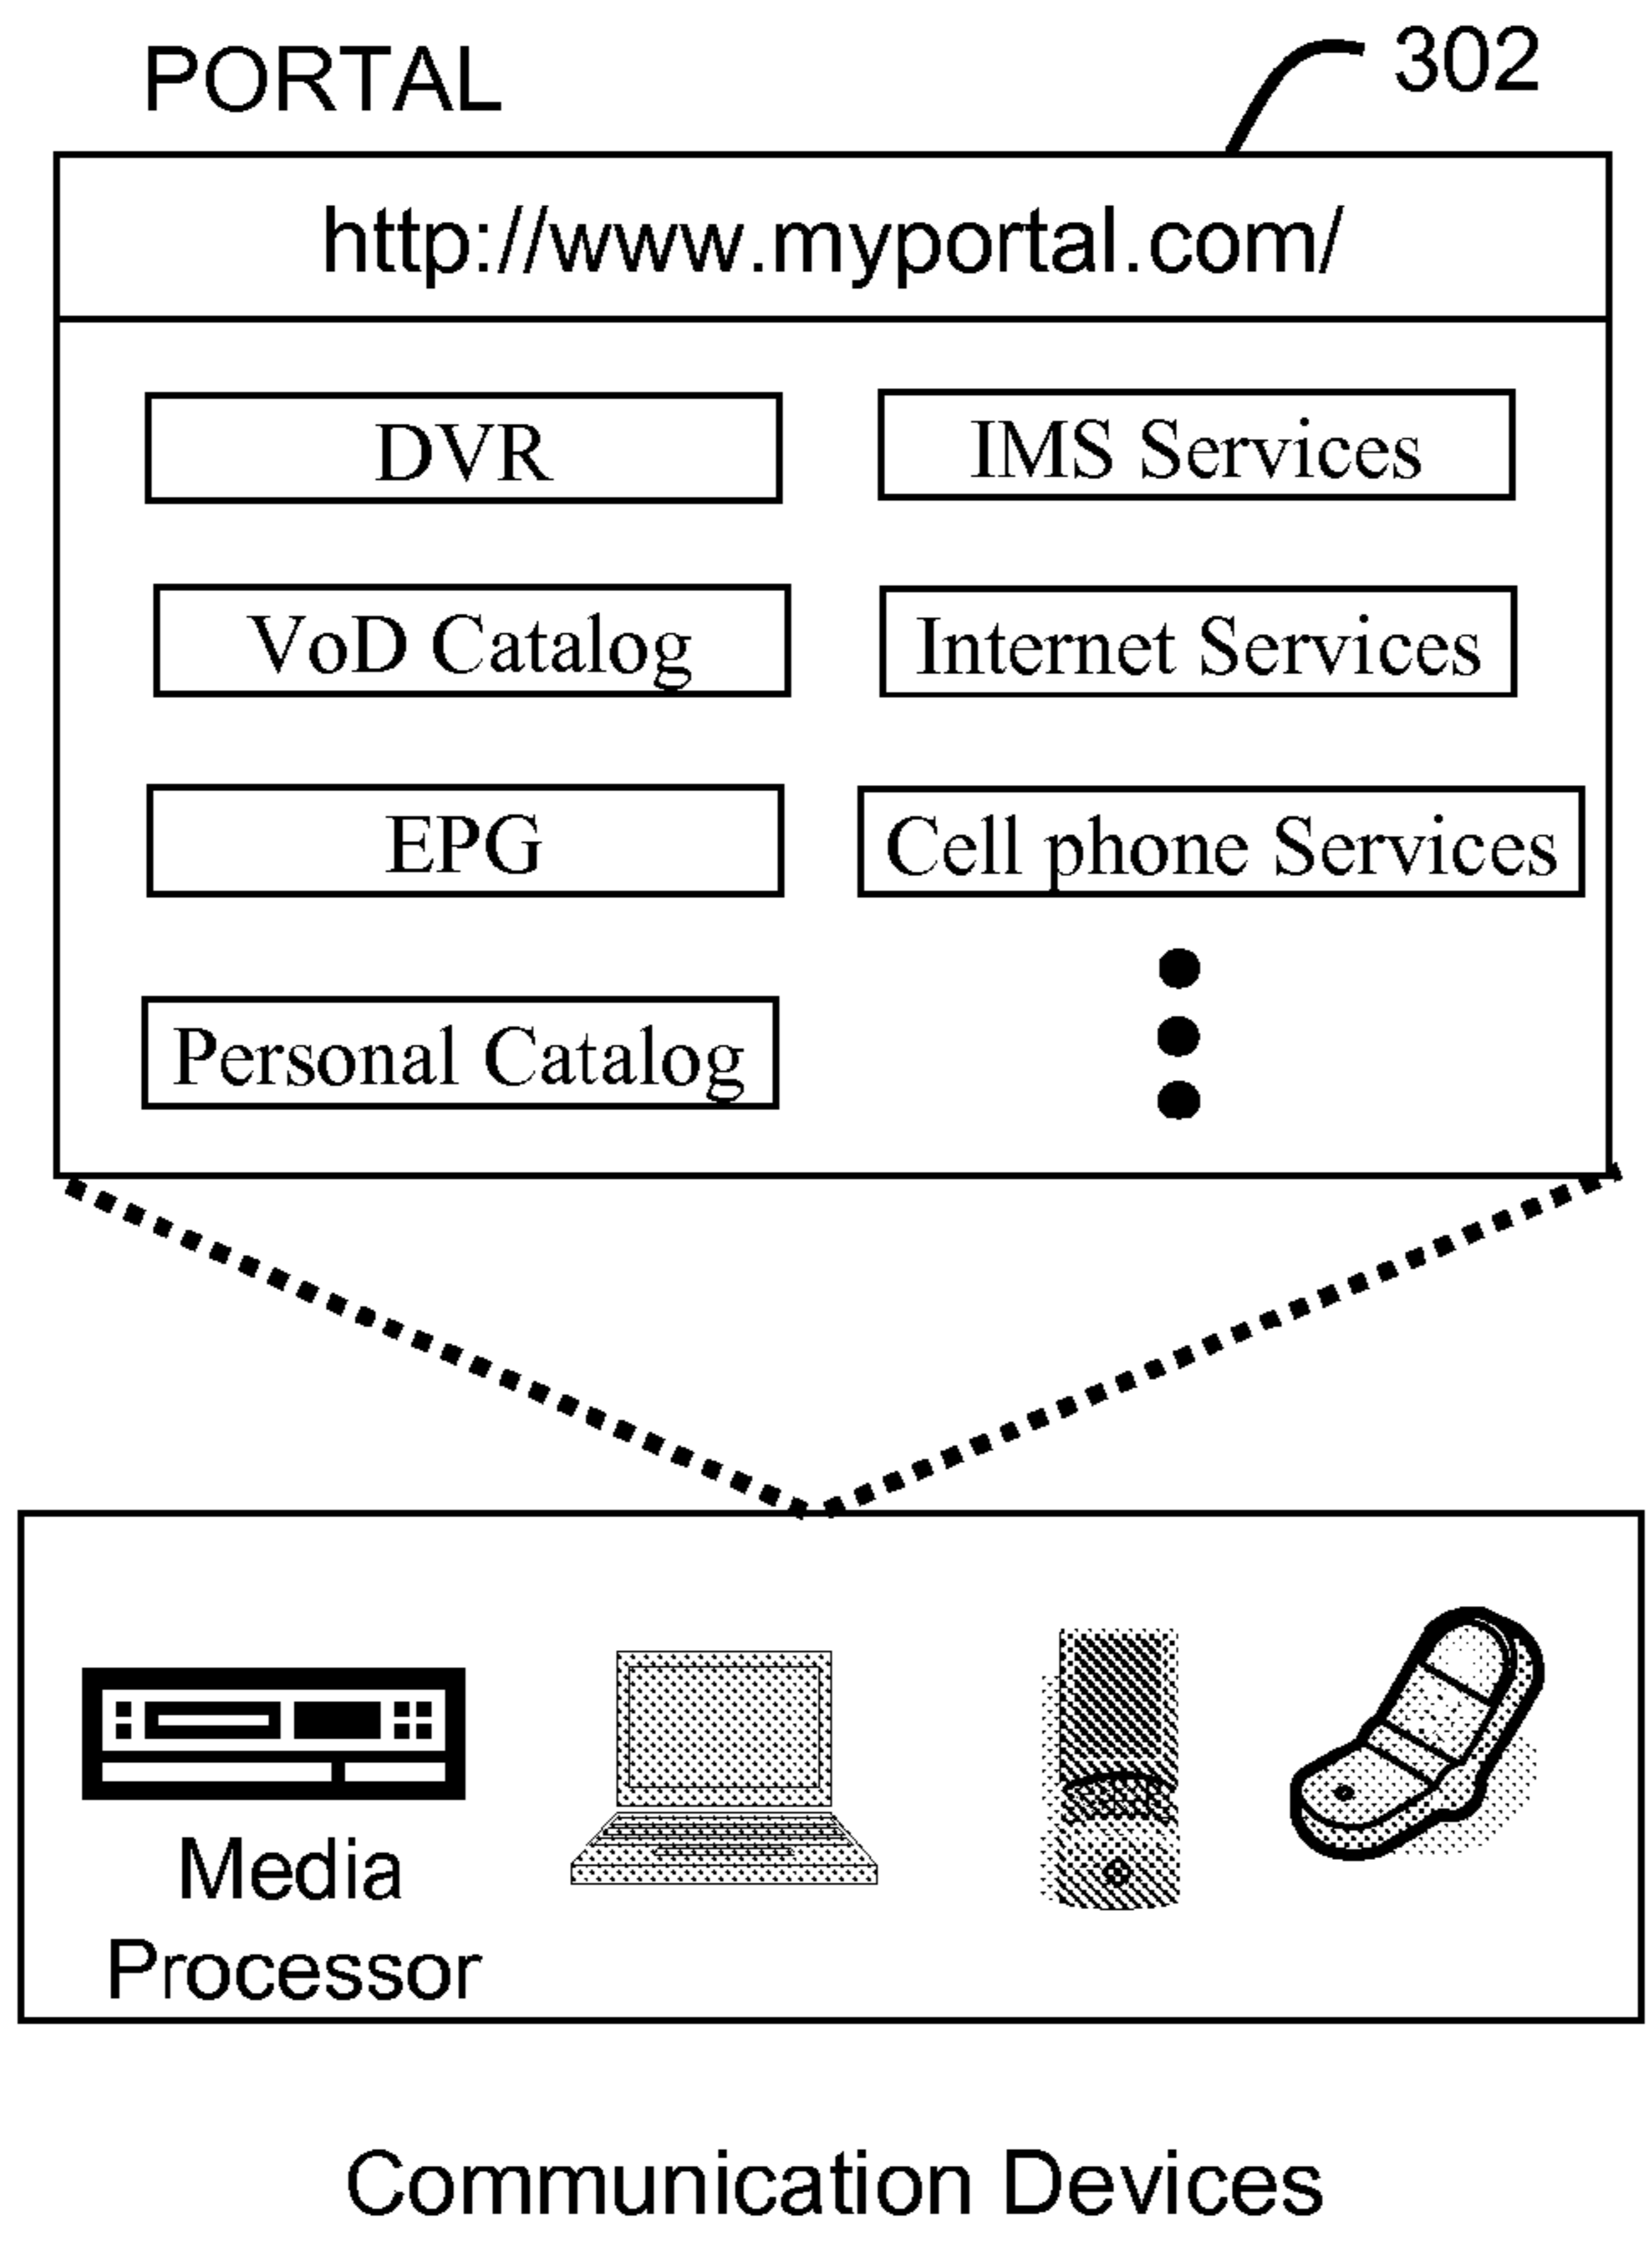 PORTAL
302
http://www.myportal.com/
DVR
IMS Services
VoD Catalog
Internet Services
EPG
Cell phone Services
Personal Catalog
Media
Processor
Communication Devices